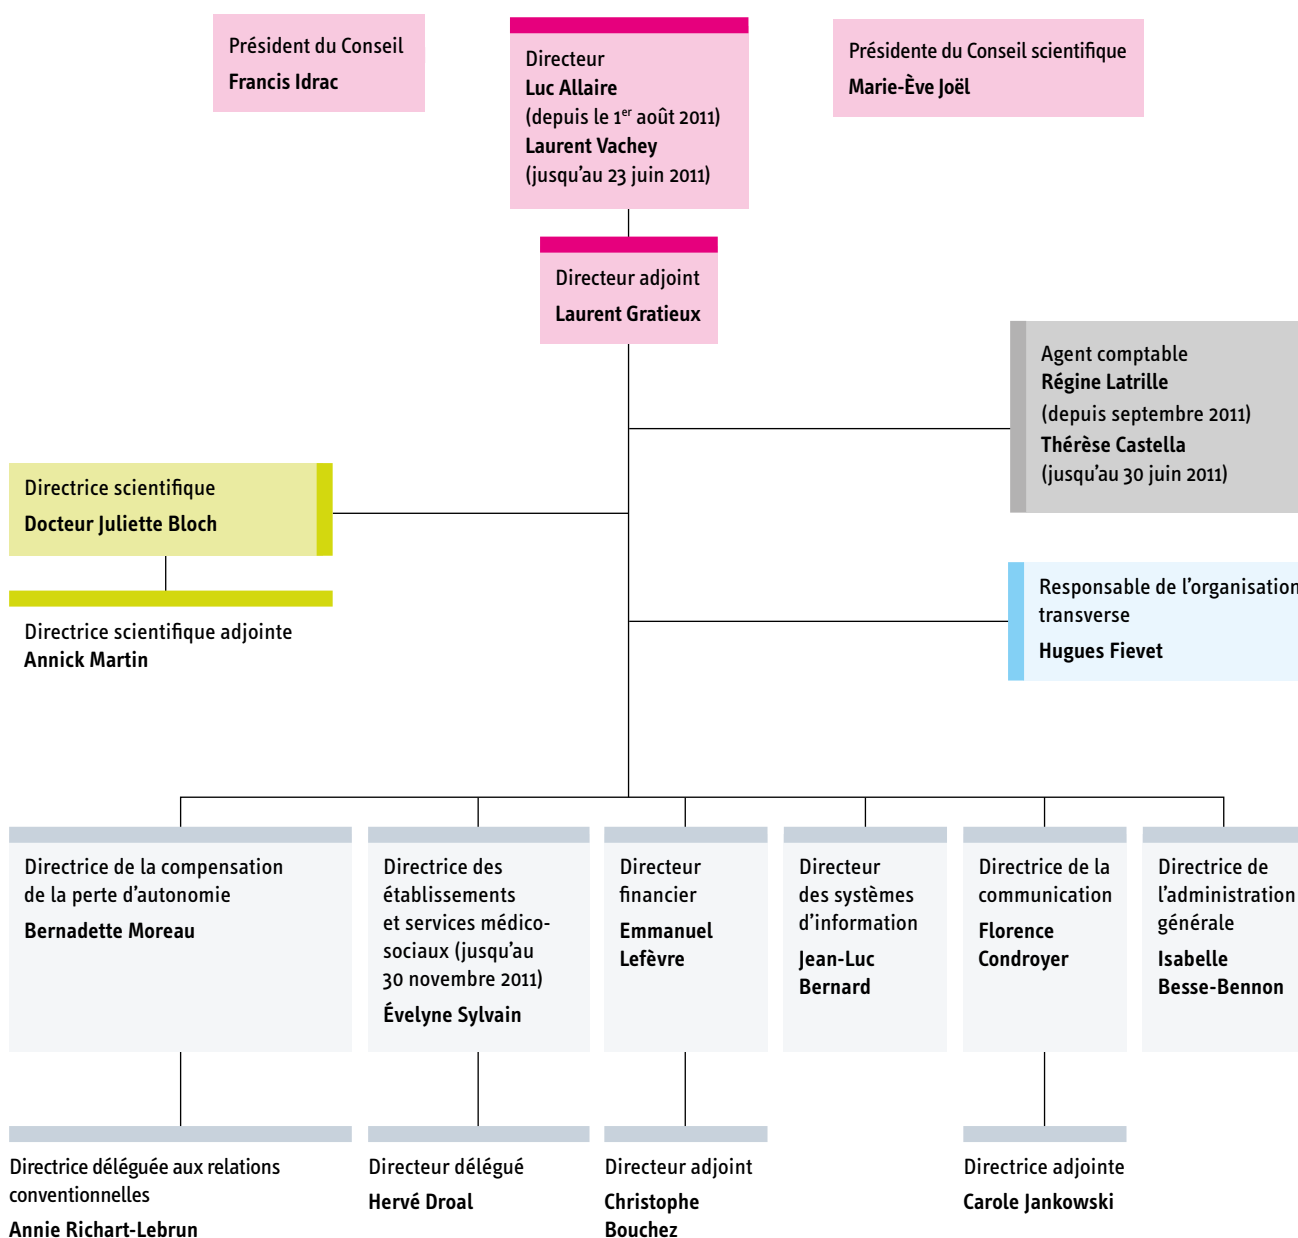 Président du Conseil
Francis Idrac
Directeur
Luc Allaire
(depuis le 1er août 2011)
Laurent Vachey
(jusqu'au 23 juin 2011)
Présidente du Conseil scientifique
Marie-Ève Joël
Directeur adjoint
Laurent Gratieux
Agent comptable
Régine Latrille
(depuis septembre 2011)
Thérèse Castella
(jusqu'au 30 juin 2011)
Directrice scientifique
Docteur Juliette Bloch
Directrice scientifique adjointe
Annick Martin
Responsable de l'organisation
transverse
Hugues Fievet
Directrice de la compensation
de la perte d'autonomie
Bernadette Moreau
Directrice des
établissements
et services médico-
sociaux (jusqu'au
30 novembre 2011)
Évelyne Sylvain
Directeur
financier
Emmanuel
Lefèvre
Directeur
des systèmes
d'information
Jean-Luc
Bernard
Directrice de la
communication
Florence
Condroyer
Directrice de
l'administration
générale
Isabelle
Besse-Bennon
Directrice déléguée aux relations
conventionnelles
Annie Richart-Lebrun
Directeur délégué
Hervé Droal
Directeur adjoint
Christophe
Bouchez
Directrice adjointe
Carole Jankowski